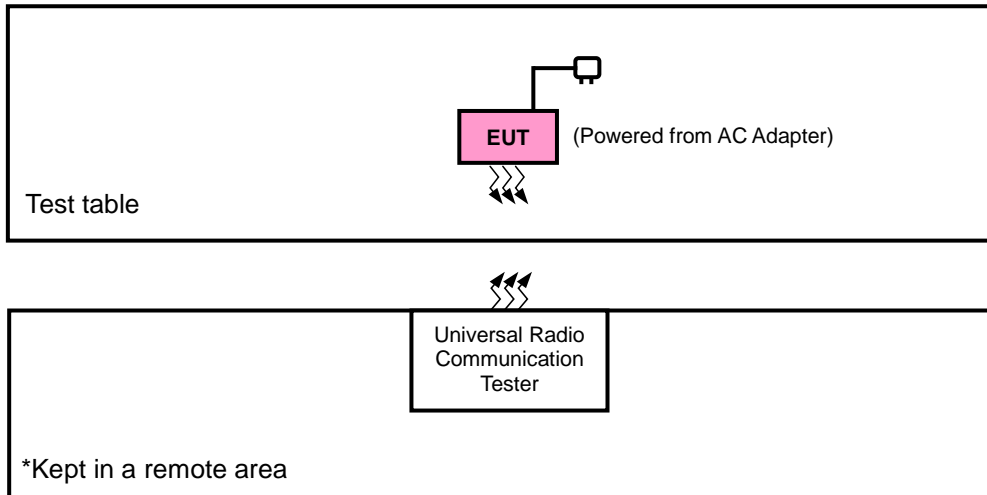 EUT
(Powered from AC Adapter)
Test table
Universal Radio
Communication
Tester
*Kept in a remote area